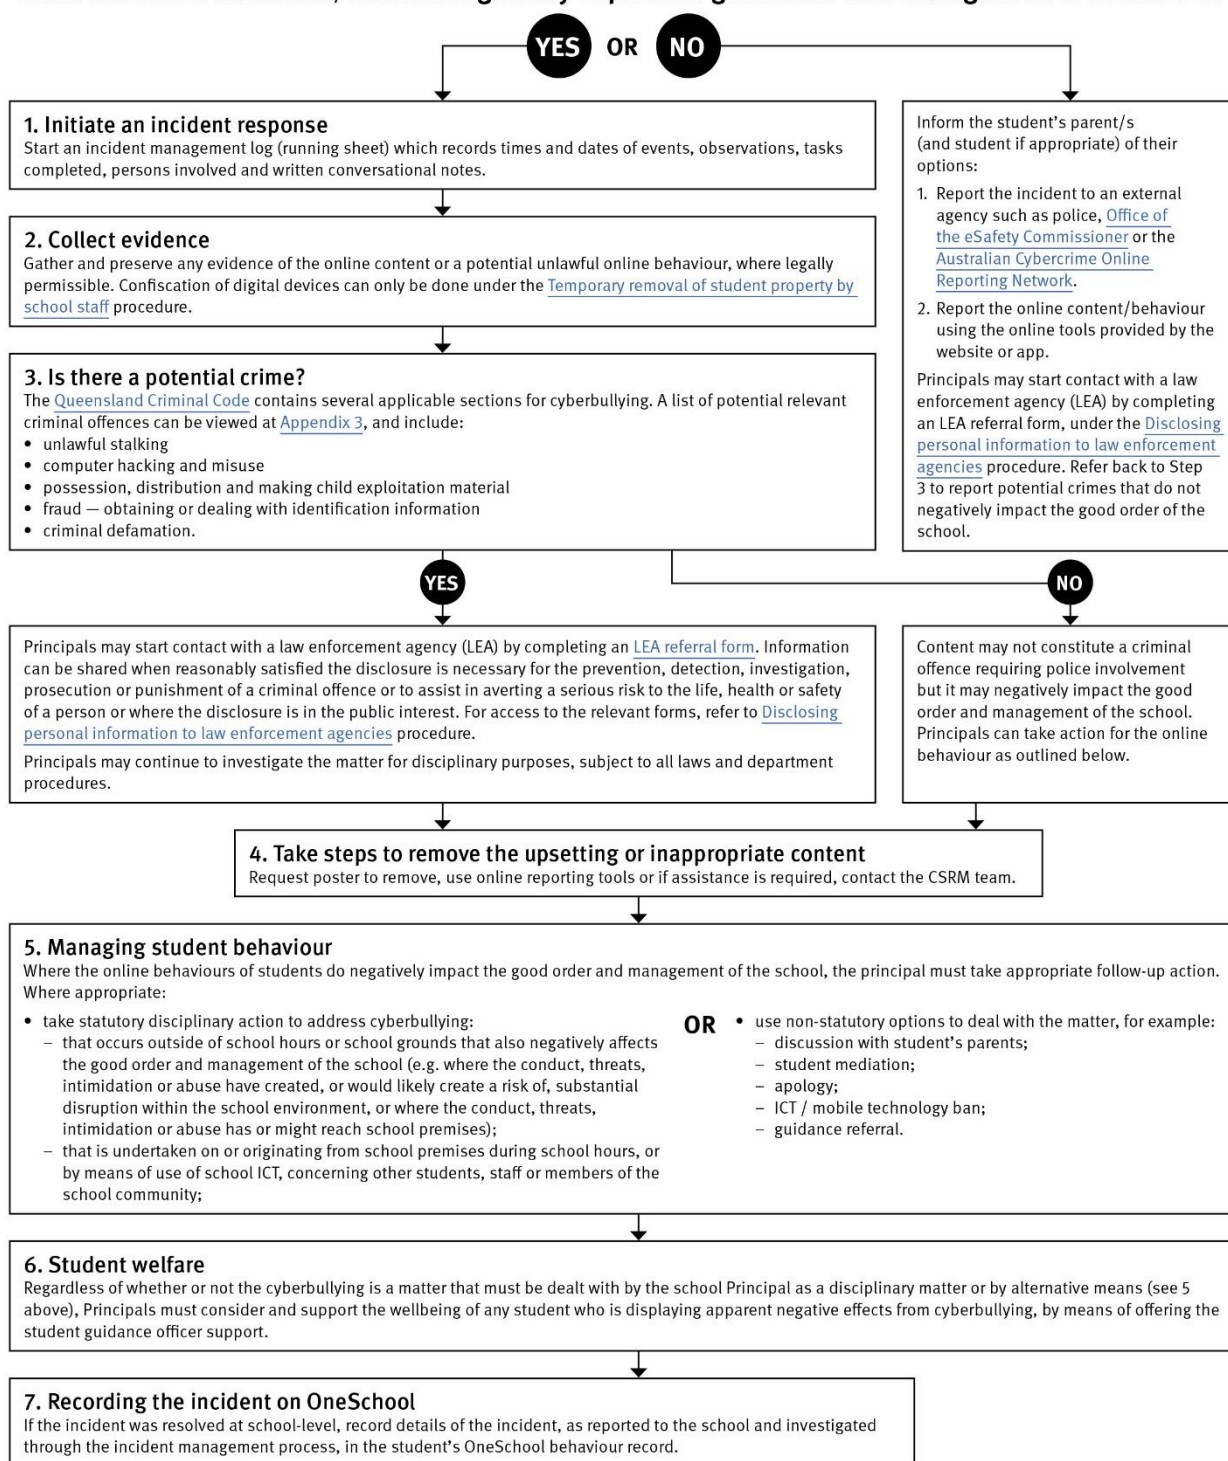 YES OR NO
1. Initiate an incident response
Start an incident management log (running sheet) which records times and dates of events, observations, tasks
completed, persons involved and written conversational notes.
2. Collect evidence
Gather and preserve any evidence of the online content or a potential unlawful online behaviour, where legally
permissible. Confiscation of digital devices can only be done under the Temporary removal of student property by
school staff procedure.
3. Is there a potential crime?
The Queensland Criminal Code contains several applicable sections for cyberbullying. A list of potential relevant
criminal offences can be viewed at Appendix 3, and include:
• unlawful stalking
• computer hacking and misuse
• possession, distribution and making child exploitation material
• fraud — obtaining or dealing with identification information
• criminal defamation.
Inform the student's parent/s
(and student if appropriate) of their
options:
1. Report the incident to an external
agency such as police, Office of
the eSafety Commissioner or the
Australian Cybercrime Online
Reporting Network.
2. Report the online content/behaviour
using the online tools provided by the
website or app.
Principals may start contact with a law
enforcement agency (LEA) by completing
an LEA referral form, under the Disclosing
personal information to law enforcement
agencies procedure. Refer back to Step
3 to report potential crimes that do not
negatively impact the good order of the
school.
YES
NO
Principals may start contact with a law enforcement agency (LEA) by completing an LEA referral form. Information
can be shared when reasonably satisfied the disclosure is necessary for the prevention, detection, investigation,
prosecution or punishment of a criminal offence or to assist in averting a serious risk to the life, health or safety
of a person or where the disclosure is in the public interest. For access to the relevant forms, refer to Disclosing
personal information to law enforcement agencies procedure.
Principals may continue to investigate the matter for disciplinary purposes, subject to all laws and department
procedures.
Content may not constitute a criminal
offence requiring police involvement
but it may negatively impact the good
order and management of the school.
Principals can take action for the online
behaviour as outlined below.
4. Take steps to remove the upsetting or inappropriate content
Request poster to remove, use online reporting tools or if assistance is required, contact the CSRM team.
5. Managing student behaviour
Where the online behaviours of students do negatively impact the good order and management of the school, the principal must take appropriate follow-up action.
Where appropriate:
• take statutory disciplinary action to address cyberbullying:
– that occurs outside of school hours or school grounds that also negatively affects
the good order and management of the school (e.g. where the conduct, threats,
intimidation or abuse have created, or would likely create a risk of, substantial
disruption within the school environment, or where the conduct, threats,
intimidation or abuse has or might reach school premises);
– that is undertaken on or originating from school premises during school hours, or
by means of use of school ICT, concerning other students, staff or members of the
school community;
OR
• use non-statutory options to deal with the matter, for example:
– discussion with student's parents;
– student mediation;
– apology;
– ICT / mobile technology ban;
– guidance referral.
6. Student welfare
Regardless of whether or not the cyberbullying is a matter that must be dealt with by the school Principal as a disciplinary matter or by alternative means (see 5
above), Principals must consider and support the wellbeing of any student who is displaying apparent negative effects from cyberbullying, by means of offering the
student guidance officer support.
7. Recording the incident on OneSchool
If the incident was resolved at school-level, record details of the incident, as reported to the school and investigated
through the incident management process, in the student's OneSchool behaviour record.